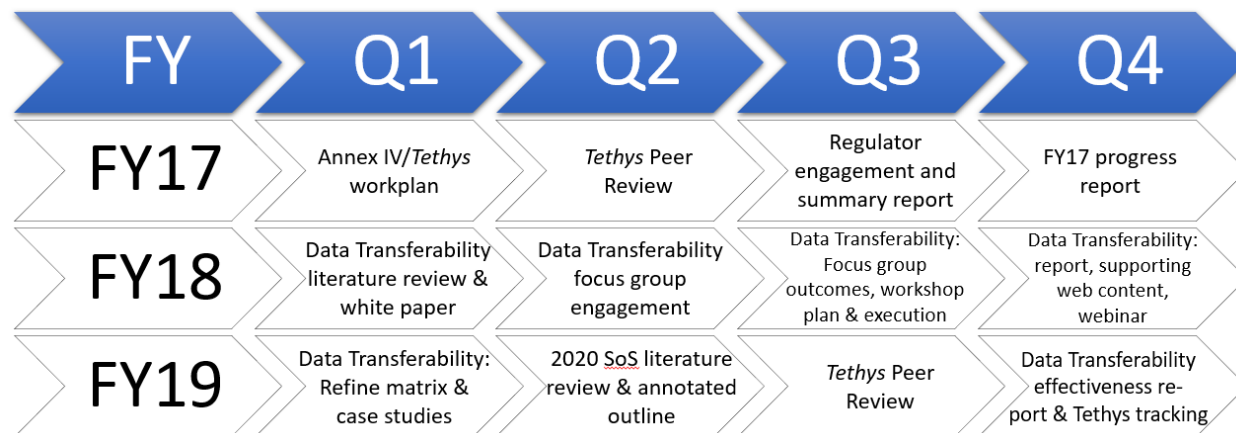 FY
Q1
Q2
Q3
Q4
FY17
Annex IV/Tethys
workplan
Tethys Peer
Review
Regulator
engagement and
summary report
FY17 progress
report
FY18
Data Transferability
literature review &
white paper
Data Transferability
focus group
engagement
Data Transferability:
Focus group
outcomes, workshop
plan & execution
Data Transferability:
report, supporting
web content,
webinar
FY19
Data Transferability:
Refine matrix &
case studies
2020 SoS literature
review & annotated
outline
Tethys Peer
Review
Data Transferability
effectiveness re-
port & Tethys tracking